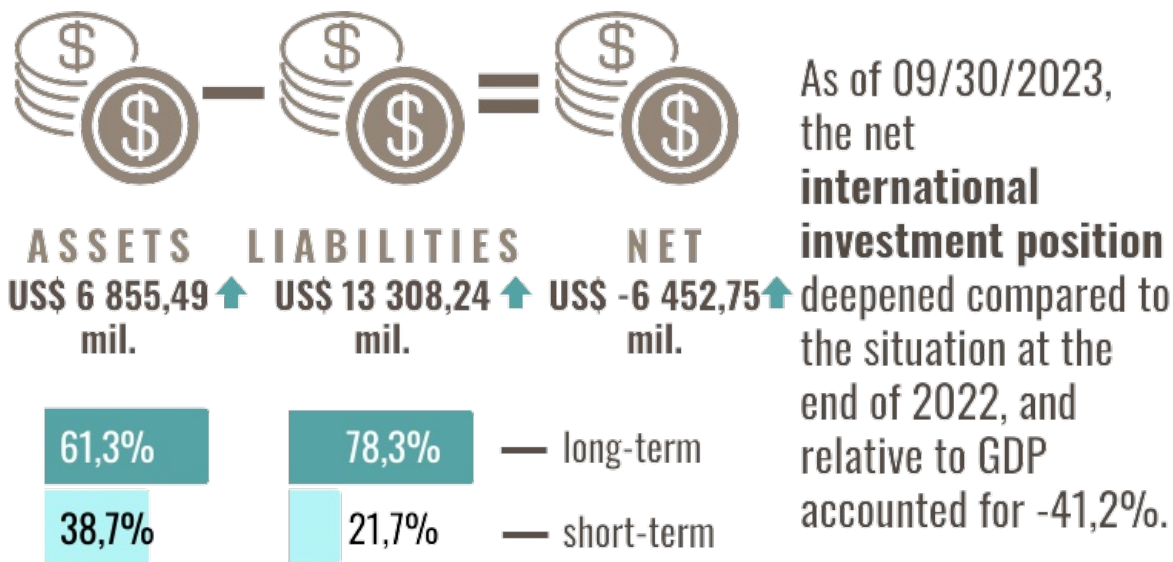 $ $ $ $ $ $
ASSETS
US$ 6 855,49
mil.
LIABILITIES
US$ 13 308,24
mil.
NET
US$ -6 452,75
mil.
61,3%
38,7%
78,3%
21,7%
long-term
short-term
As of 09/30/2023,
the net
international
investment position
deepened compared to
the situation at the
end of 2022, and
relative to GDP
accounted for -41,2%.